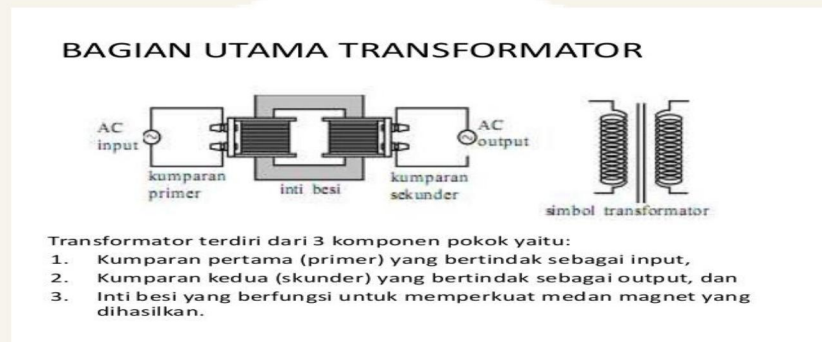 BAGIAN UTAMA TRANSFORMATOR
AC
input
kumparan
primer
inti besi
kumparan
sekunder
AC
output
simbol transformator
Transformator terdiri dari 3 komponen pokok yaitu:
1. Kumparan pertama (primer) yang bertindak sebagai input,
2. Kumparan kedua (skunder) yang bertindak sebagai output, dan
3. Inti besi yang berfungsi untuk memperkuat medan magnet yang
dihasilkan.